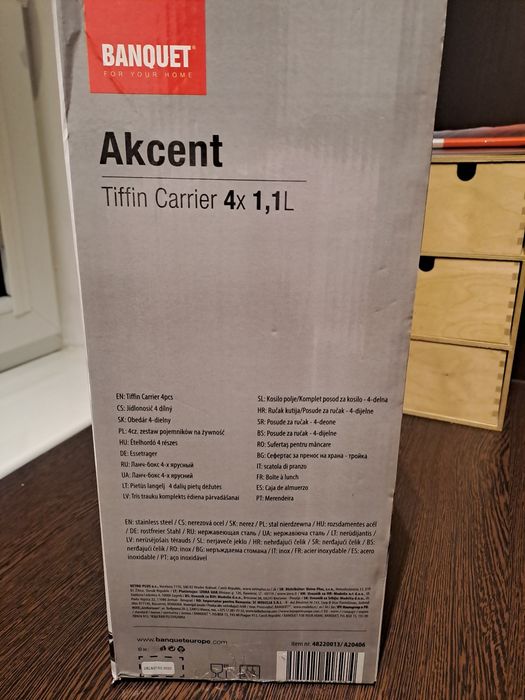 BANQUET®
FOR YOUR HOME
Akcent
Tiffin Carrier 4x 1,1L
EN: Tiffin Carrier 4pcs
CS: Jídlonosič 4 dílný
SK: Obedár 4-dielny
PL: 4cz. zestaw pojemników na żywność
HU: Ételhordó 4 részes
DE: Essetrager
RU: Ланч-бокс 4-х ярусный
UA: Ланч-бокс 4-х ярусний
LT: Pietūs langelį 4 dalių pietų dėžutes
LV: Trīs trauku komplekts ēdiena pārvadāšanai
SL: Kosilo polje/Komplet posod za kosilo - 4-delna
HR: Ručak kutija/Posude za ručak - 4-dijelne
SR: Posude za ručak - 4-deone
BS: Posude za ručak - 4-dijelne
RO: Sufertaş pentru mâncare
BG: Сефертас за пренос на храна - тройка
IT: scatola di pranzo
FR: Boite à lunch
ES: Caja de almuerzo
PT: Merendeira
EN: stainless steel / CS: nerezová ocel / SK: nerez / PL: stal nierdzewna / HU: rozsdamentes acél
/ DE: rostfreier Stahl / RU: нержавеющая сталь / UA: нержавіюча сталь / LT: nerūdijantis
/ LV: nerūsējošais tērauds / SL: nerjaveče jeklo / HR: nehrđajući čelik / SR: nerđajući čelik / BS:
nerđajući čelik / RO: inox / BG: неръждаема стомана / IT: inox / FR: acier inoxydable / ES: acero
inoxidable / PT: aço inoxidável
www.banqueteurope.com
Item nr. 48220013/A20406